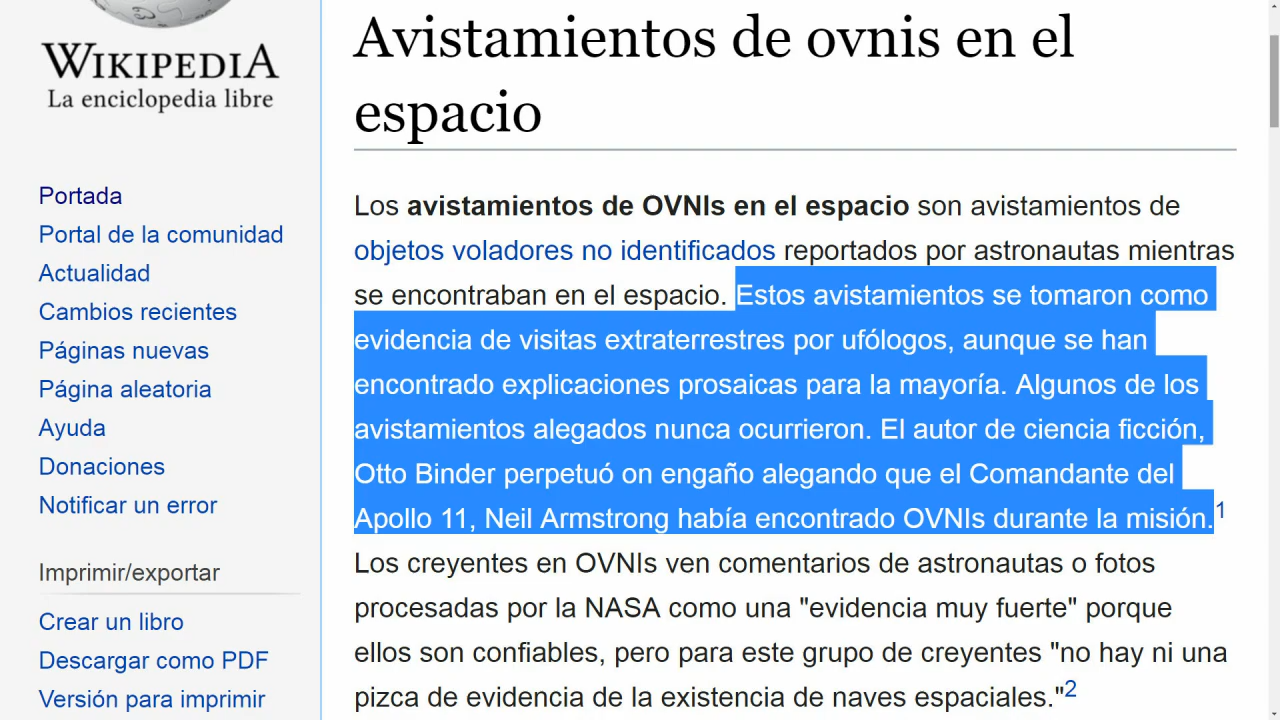 WIKIPEDIA
La enciclopedia libre
Portada
Portal de la comunidad
Actualidad
Cambios recientes
Páginas nuevas
Página aleatoria
Ayuda
Donaciones
Notificar un error
Imprimir/exportar
Crear un libro
Descargar como PDF
Versión para imprimir
Avistamientos de ovnis en el
espacio
Los avistamientos de OVNIs en el espacio son avistamientos de
objetos voladores no identificados reportados por astronautas mientras
se encontraban en el espacio. Estos avistamientos se tomaron como
evidencia de visitas extraterrestres por ufólogos, aunque se han
encontrado explicaciones prosaicas para la mayoría. Algunos de los
avistamientos alegados nunca ocurrieron. El autor de ciencia ficción,
Otto Binder perpetuó on engaño alegando que el Comandante del
Apollo 11, Neil Armstrong había encontrado OVNIs durante la misión.1
Los creyentes en OVNIs ven comentarios de astronautas o fotos
procesadas por la NASA como una "evidencia muy fuerte" porque
ellos son confiables, pero para este grupo de creyentes "no hay ni una
pizca de evidencia de la existencia de naves espaciales."2